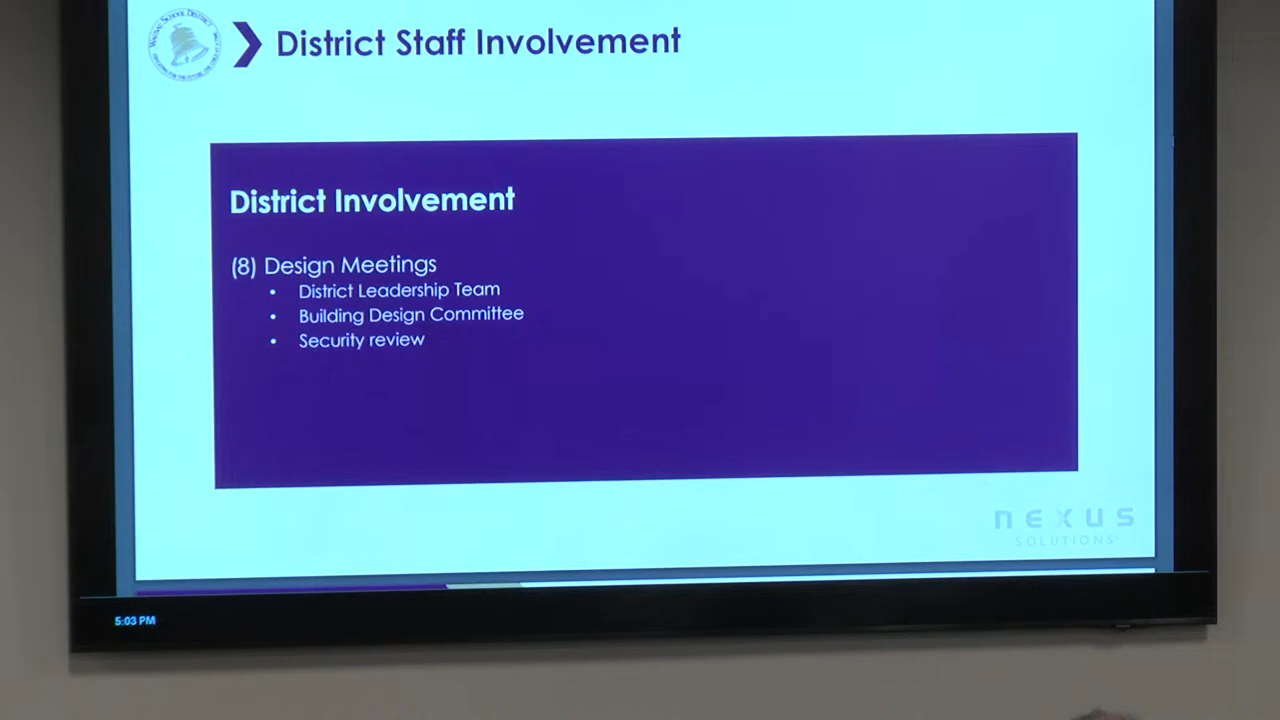 District Staff Involvement
District Involvement
(8) Design Meetings
• District Leadership Team
• Building Design Committee
• Security review
nexus
SOLUTIONS
5:03 PM